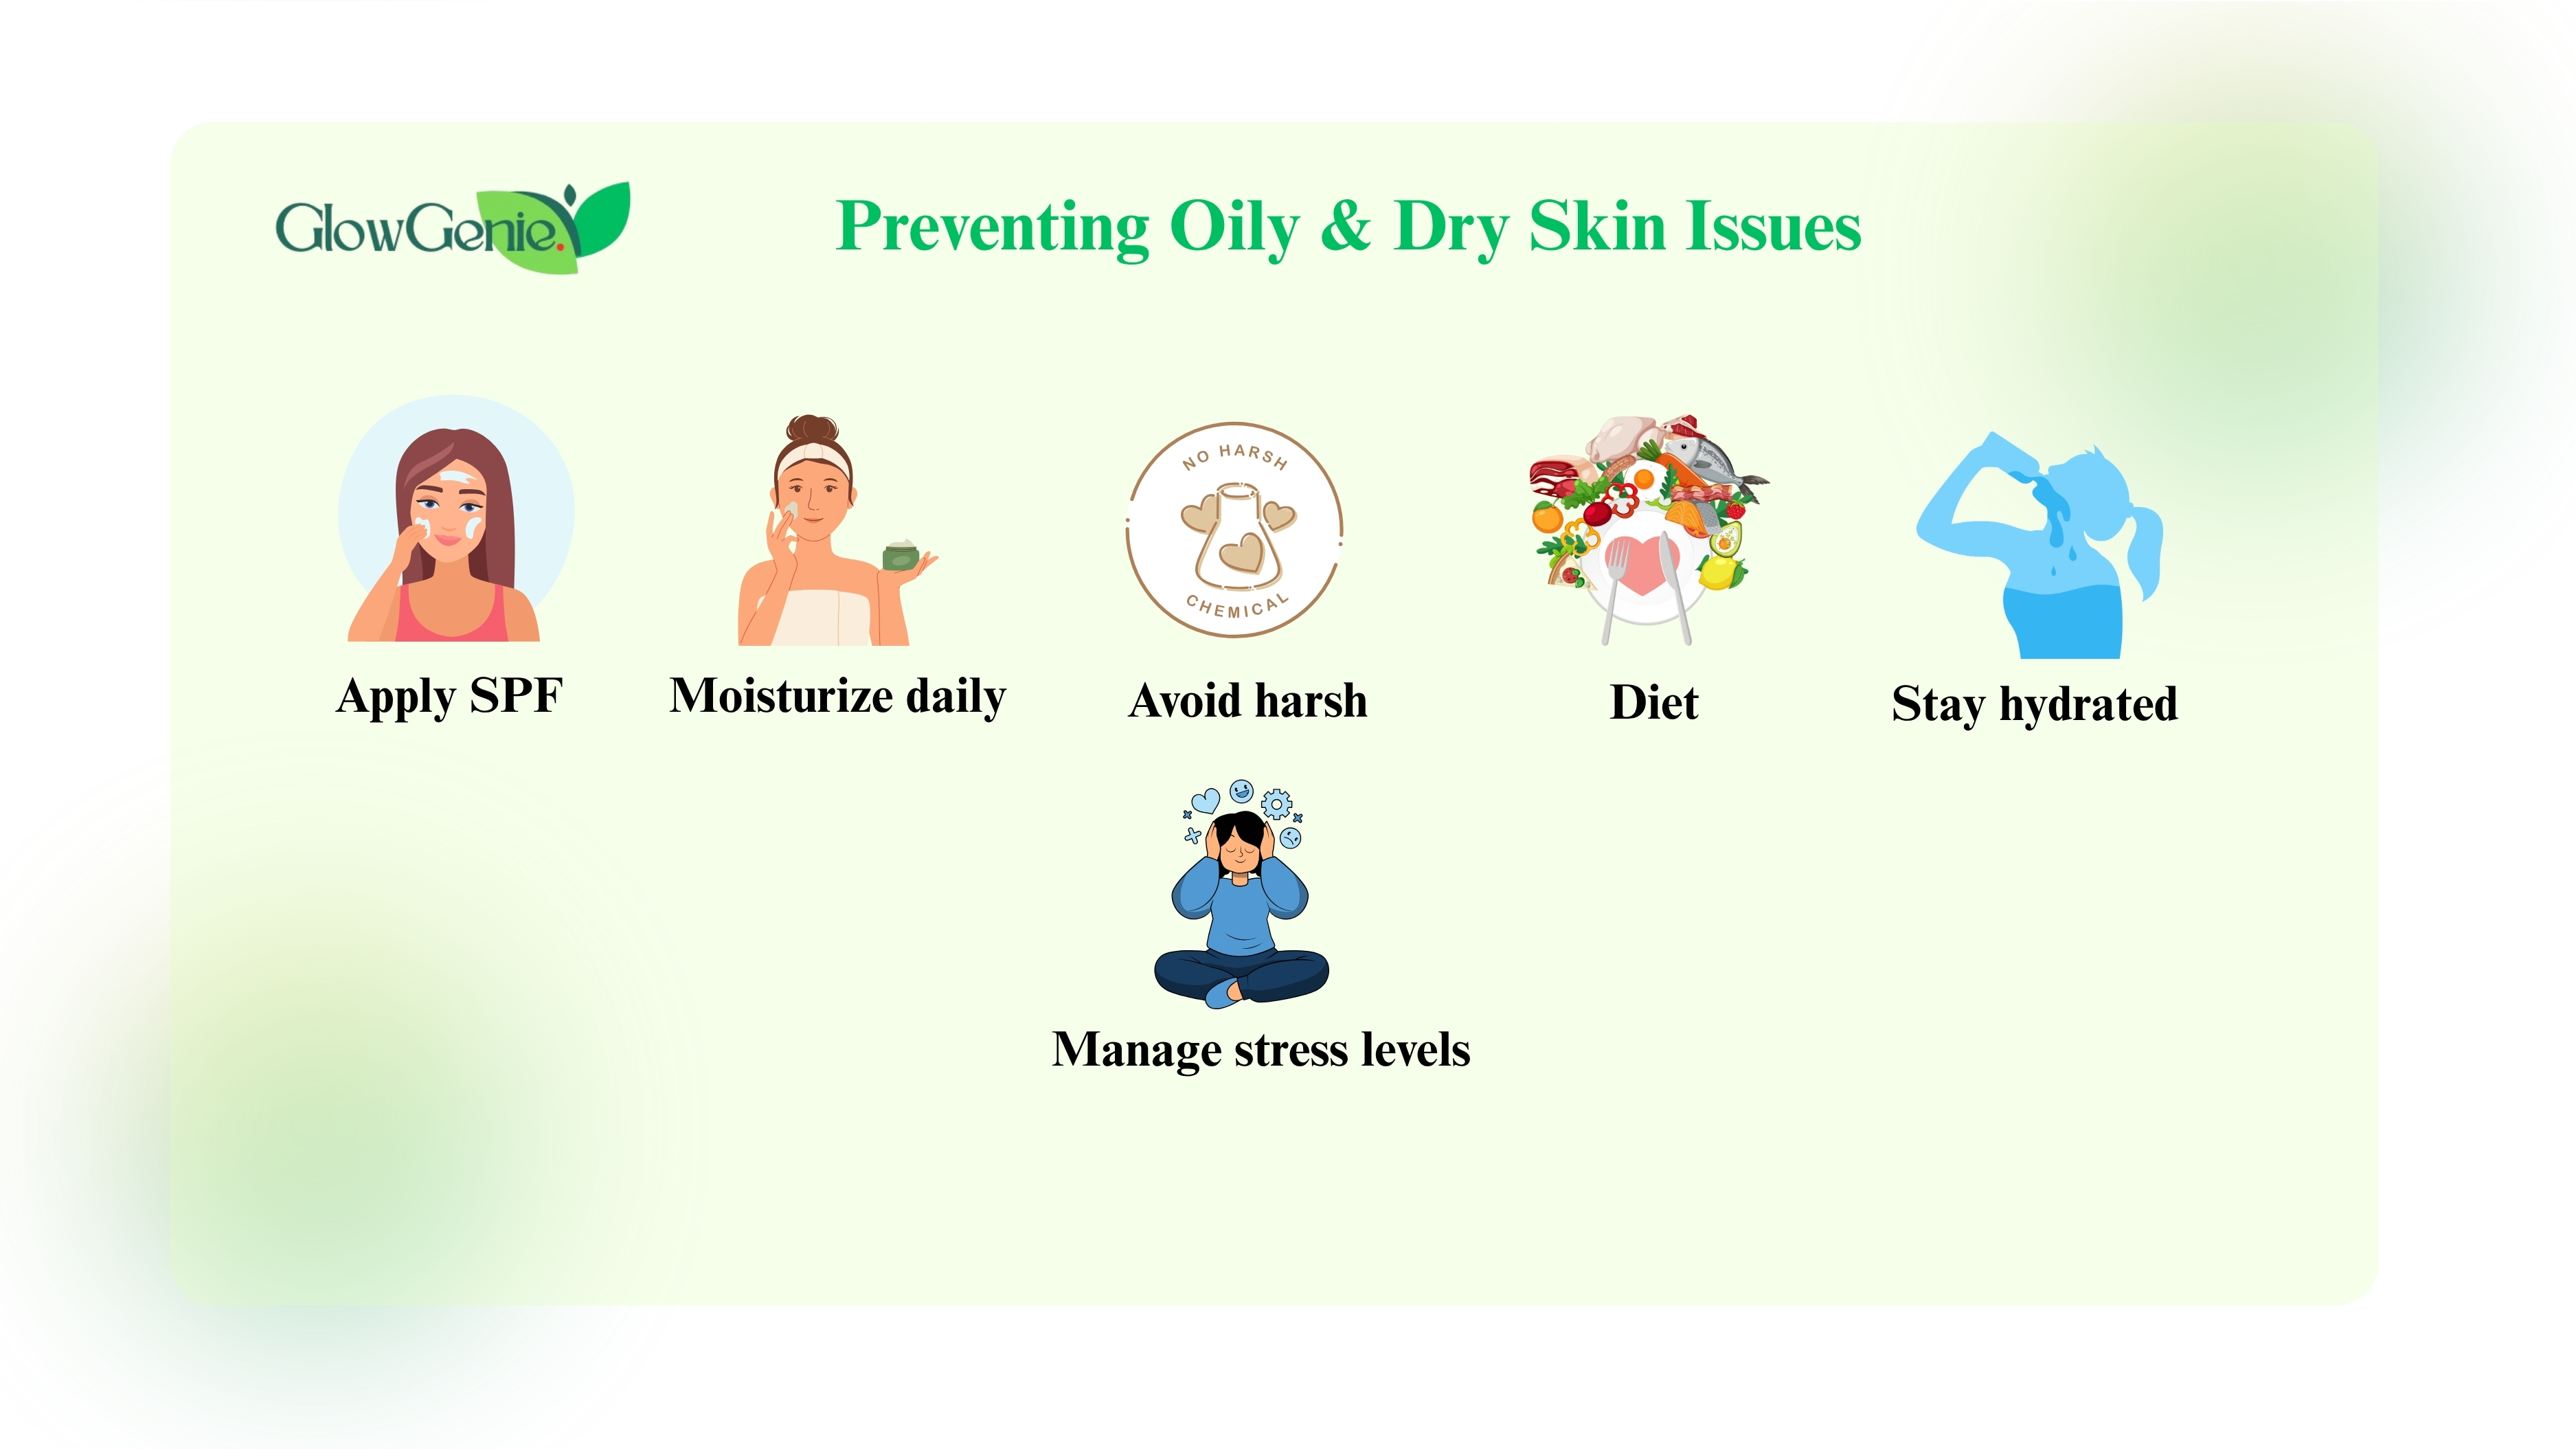 GlowGenie.
Preventing Oily & Dry Skin Issues
NO HARSH
CHEMICAL
Apply SPF
Moisturize daily
Avoid harsh
Diet
Stay hydrated
Manage stress levels